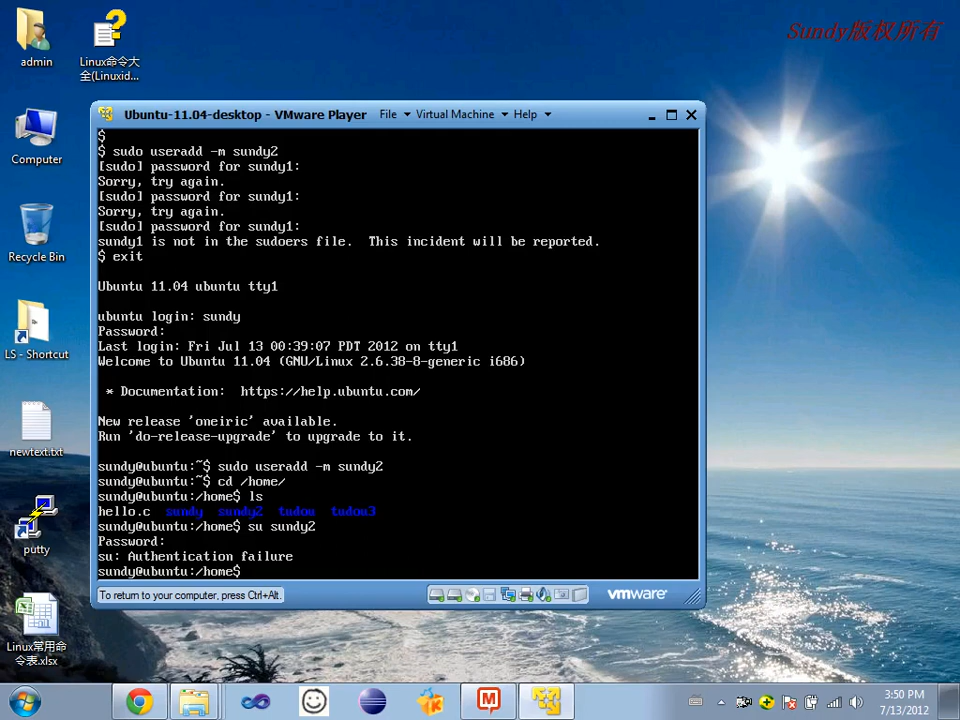 Sundy版权所有
admin
Linux命令大
全(Linuxid...
Computer
Recycle Bin
LS - Shortcut
newtext.txt
putty
Linux常用命
令表.xlsx
Ubuntu-11.04-desktop - VMware Player File Virtual Machine Help
$
$ sudo useradd -m sundy2
[sudo] password for sundy1:
Sorry, try again.
[sudo] password for sundy1:
Sorry, try again.
[sudo] password for sundy1:
sundy1 is not in the sudoers file.  This incident will be reported.
$ exit
Ubuntu 11.04 ubuntu tty1
ubuntu login: sundy
Password:
Last login: Fri Jul 13 00:39:07 PDT 2012 on tty1
Welcome to Ubuntu 11.04 (GNU/Linux 2.6.38-8-generic i686)
* Documentation:  https://help.ubuntu.com/
New release 'oneiric' available.
Run 'do-release-upgrade' to upgrade to it.
sundy@ubuntu:~$ sudo useradd -m sundy2
sundy@ubuntu:~$ cd /home/
sundy@ubuntu:/home$ ls
hello.c  sundy  sundy2  tudou  tudou3
sundy@ubuntu:/home$ su sundy2
Password:
su: Authentication failure
sundy@ubuntu:/home$
To return to your computer, press Ctrl+Alt.
vmware
3:50 PM
7/13/2012